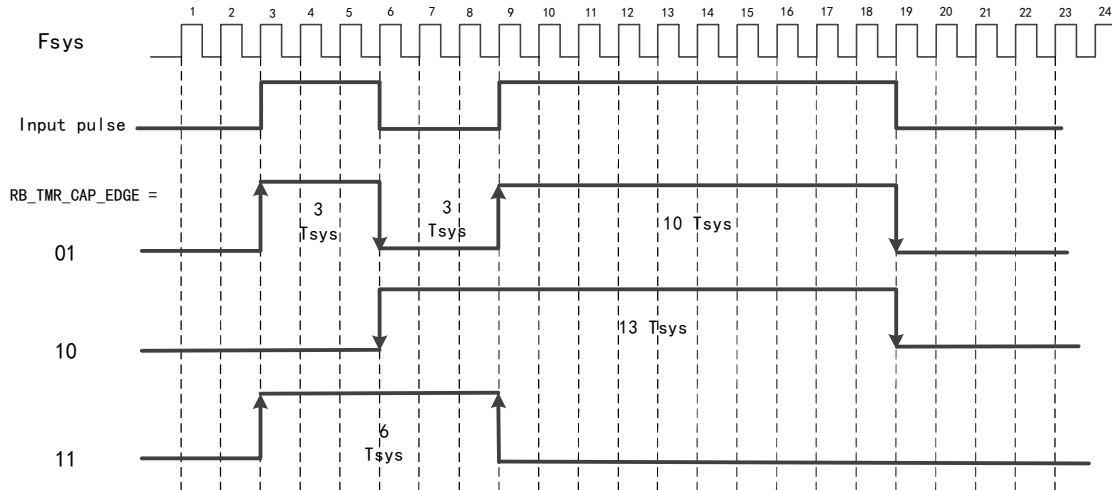 1 2 3 4 5 6 7 8 9 10 11 12 13 14 15 16 17 18 19 20 21 22 23 24
Fsys
Input pulse
RB_TMR_CAP_EDGE =
3
Tsys
3
Tsys
10 Tsys
01
13 Tsys
10
6
Tsys
11